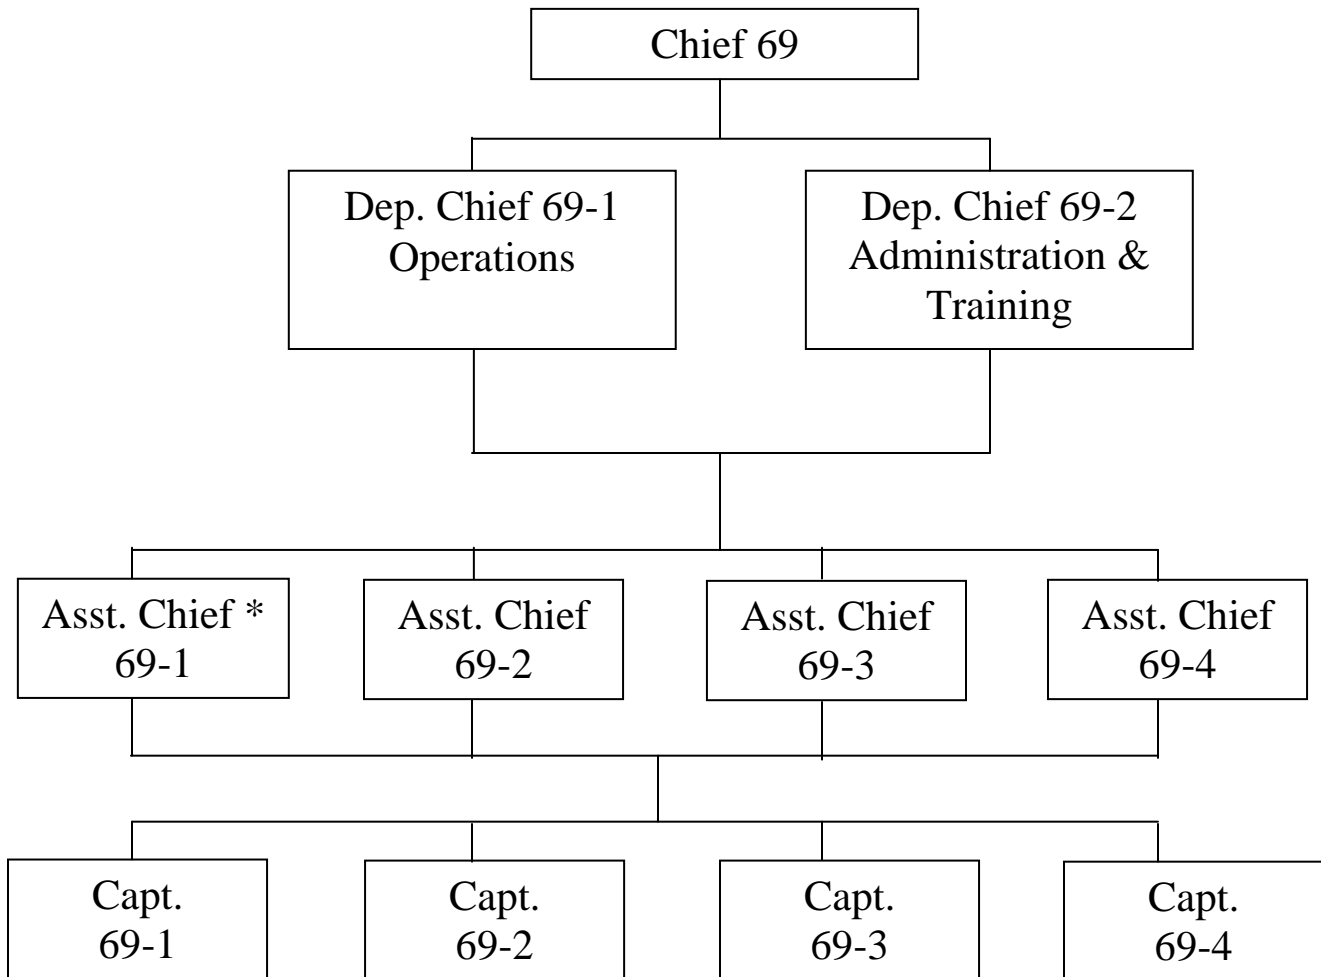 Chief 69
Dep. Chief 69-1
Operations
Dep. Chief 69-2
Administration &
Training
Asst. Chief *
69-1
Asst. Chief
69-2
Asst. Chief
69-3
Asst. Chief
69-4
Capt.
69-1
Capt.
69-2
Capt.
69-3
Capt.
69-4